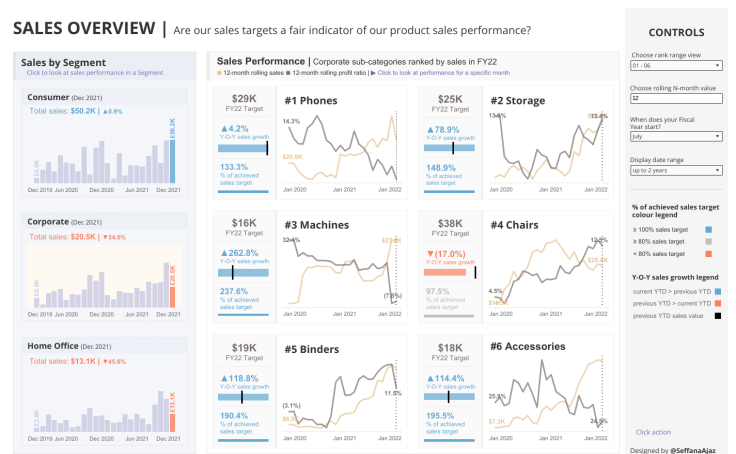 SALES OVERVIEW | Are our sales targets a fair indicator of our product sales performance?
Sales by Segment
Click to look at sales performance in a Segment
Consumer (Dec 2021)
Total sales: $50.2K | ▲0.9%
£50.2K
Dec 2019 Jun 2020 Dec 2020 Jun 2021 Dec 2021
Corporate (Dec 2021)
Total sales: $20.5K | ▼54.0%
£20.5K
Dec 2019 Jun 2020 Dec 2020 Jun 2021 Dec 2021
Home Office (Dec 2021)
Total sales: $13.1K | ▼45.6%
£13.1K
Dec 2019 Jun 2020 Dec 2020 Jun 2021 Dec 2021
Sales Performance | Corporate sub-categories ranked by sales in FY22
12-month rolling sales 12-month rolling profit ratio | ▶ Click to look at performance for a specific month
$29K
FY22 Target
▲4.2%
Y-O-Y sales growth
133.3%
% of achieved
sales target
#1 Phones
14.3%
Jan 2020 Jan 2021 Jan 2022
$25K
FY22 Target
▲78.9%
Y-O-Y sales growth
148.9%
% of achieved
sales target
#2 Storage
Jan 2020 Jan 2021 Jan 2022
$16K
FY22 Target
▲262.8%
Y-O-Y sales growth
237.6%
% of achieved
sales target
#3 Machines
32.4%
(7.8%)
Jan 2020 Jan 2021 Jan 2022
$38K
FY22 Target
▼(17.0%)
Y-O-Y sales growth
97.5%
% of achieved
sales target
#4 Chairs
4.5%
Jan 2020 Jan 2021 Jan 2022
$19K
FY22 Target
▲118.8%
Y-O-Y sales growth
190.4%
% of achieved
sales target
#5 Binders
(3.1%)
11.5%
Jan 2020 Jan 2021 Jan 2022
$18K
FY22 Target
▲114.4%
Y-O-Y sales growth
195.5%
% of achieved
sales target
#6 Accessories
$7.3K
Jan 2020 Jan 2021 Jan 2022
CONTROLS
Choose rank range view
01 - 06
Choose rolling N-month value
12
When does your Fiscal
Year start?
July
Display date range
up to 2 years
% of achieved sales target
colour legend
≥ 100% sales target
≥ 80% sales target
< 80% sales target
Y-O-Y sales growth legend
current YTD > previous YTD
previous YTD > current YTD
previous YTD sales value
Click action
Designed by @SeffanaAjaz